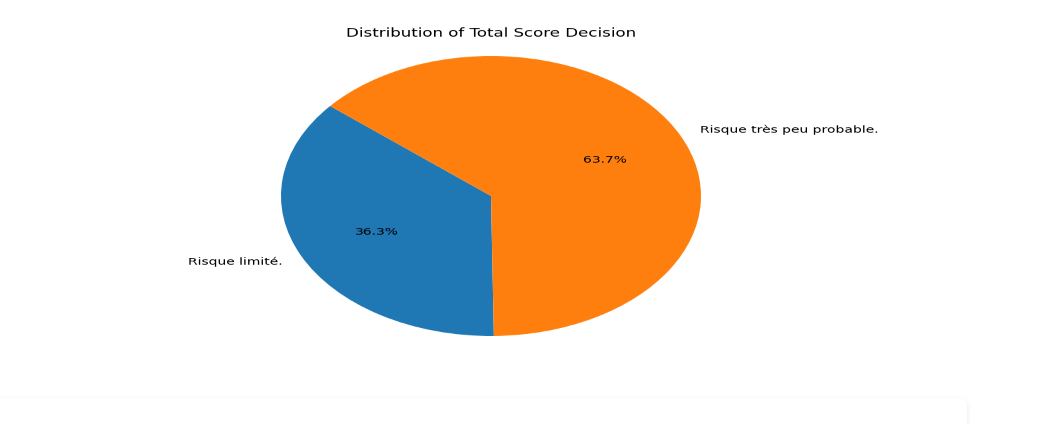 Distribution of Total Score Decision
Risque très peu probable.
63.7%
36.3%
Risque limité.